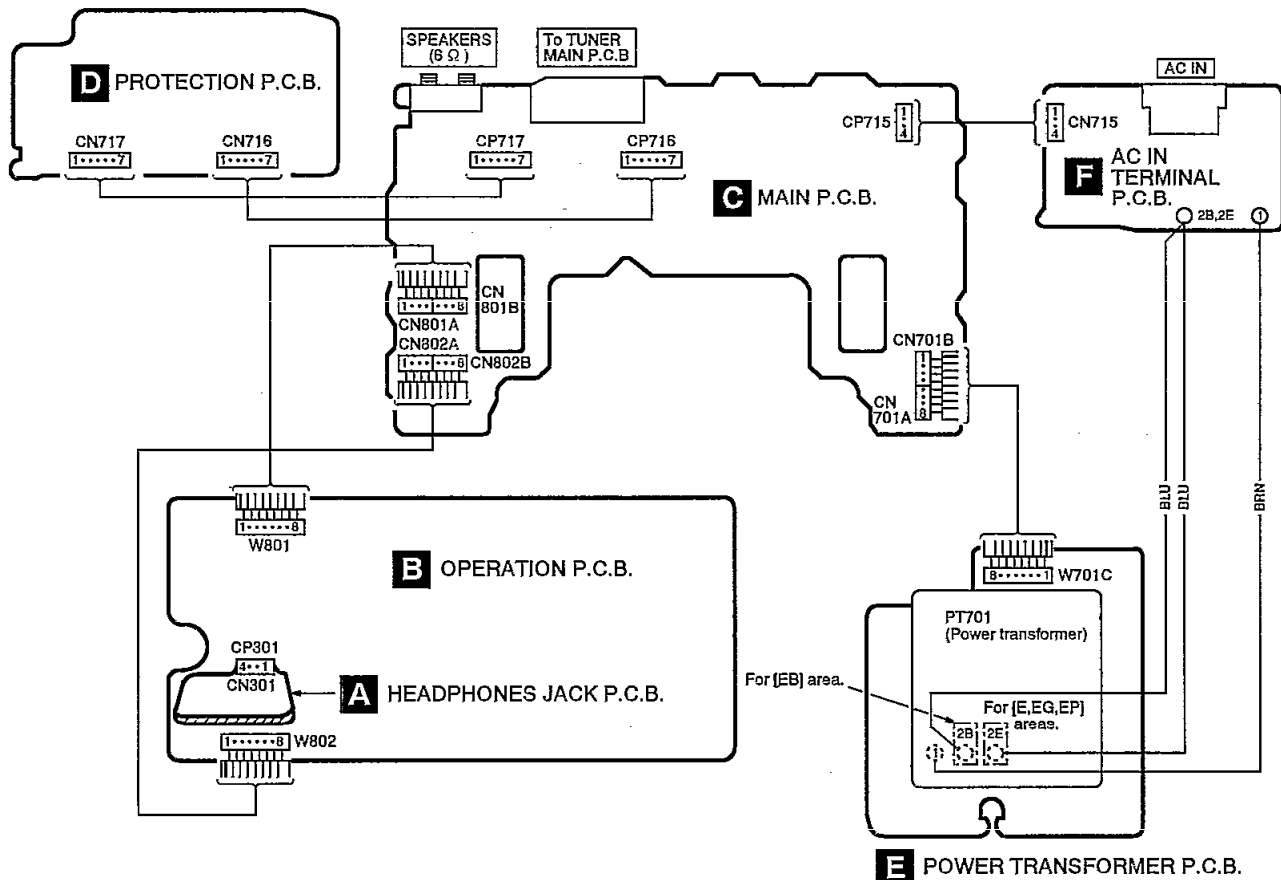 SPEAKERS
(6 Ω)
To TUNER
MAIN P.C.B
AC IN
D PROTECTION P.C.B.
CN717
1·····7
CN716
1·····7
CP717
1·····7
CP716
1·····7
CP715
1
4
1
4
CN715
F AC IN
TERMINAL
P.C.B.
2B,2E
1
C MAIN P.C.B.
CN
801B
1·····8
CN801A
CN802A
1·····8
CN802B
CN701B
1
8
CN
701A
BLU
BLU
BRN
1······8
W801
B OPERATION P.C.B.
CP301
4··1
CN301
A HEADPHONES JACK P.C.B.
1······8
W802
8······1
W701C
PT701
(Power transformer)
For [EB] area.
For [E,EG,EP]
areas.
2B
2E
1
E POWER TRANSFORMER P.C.B.